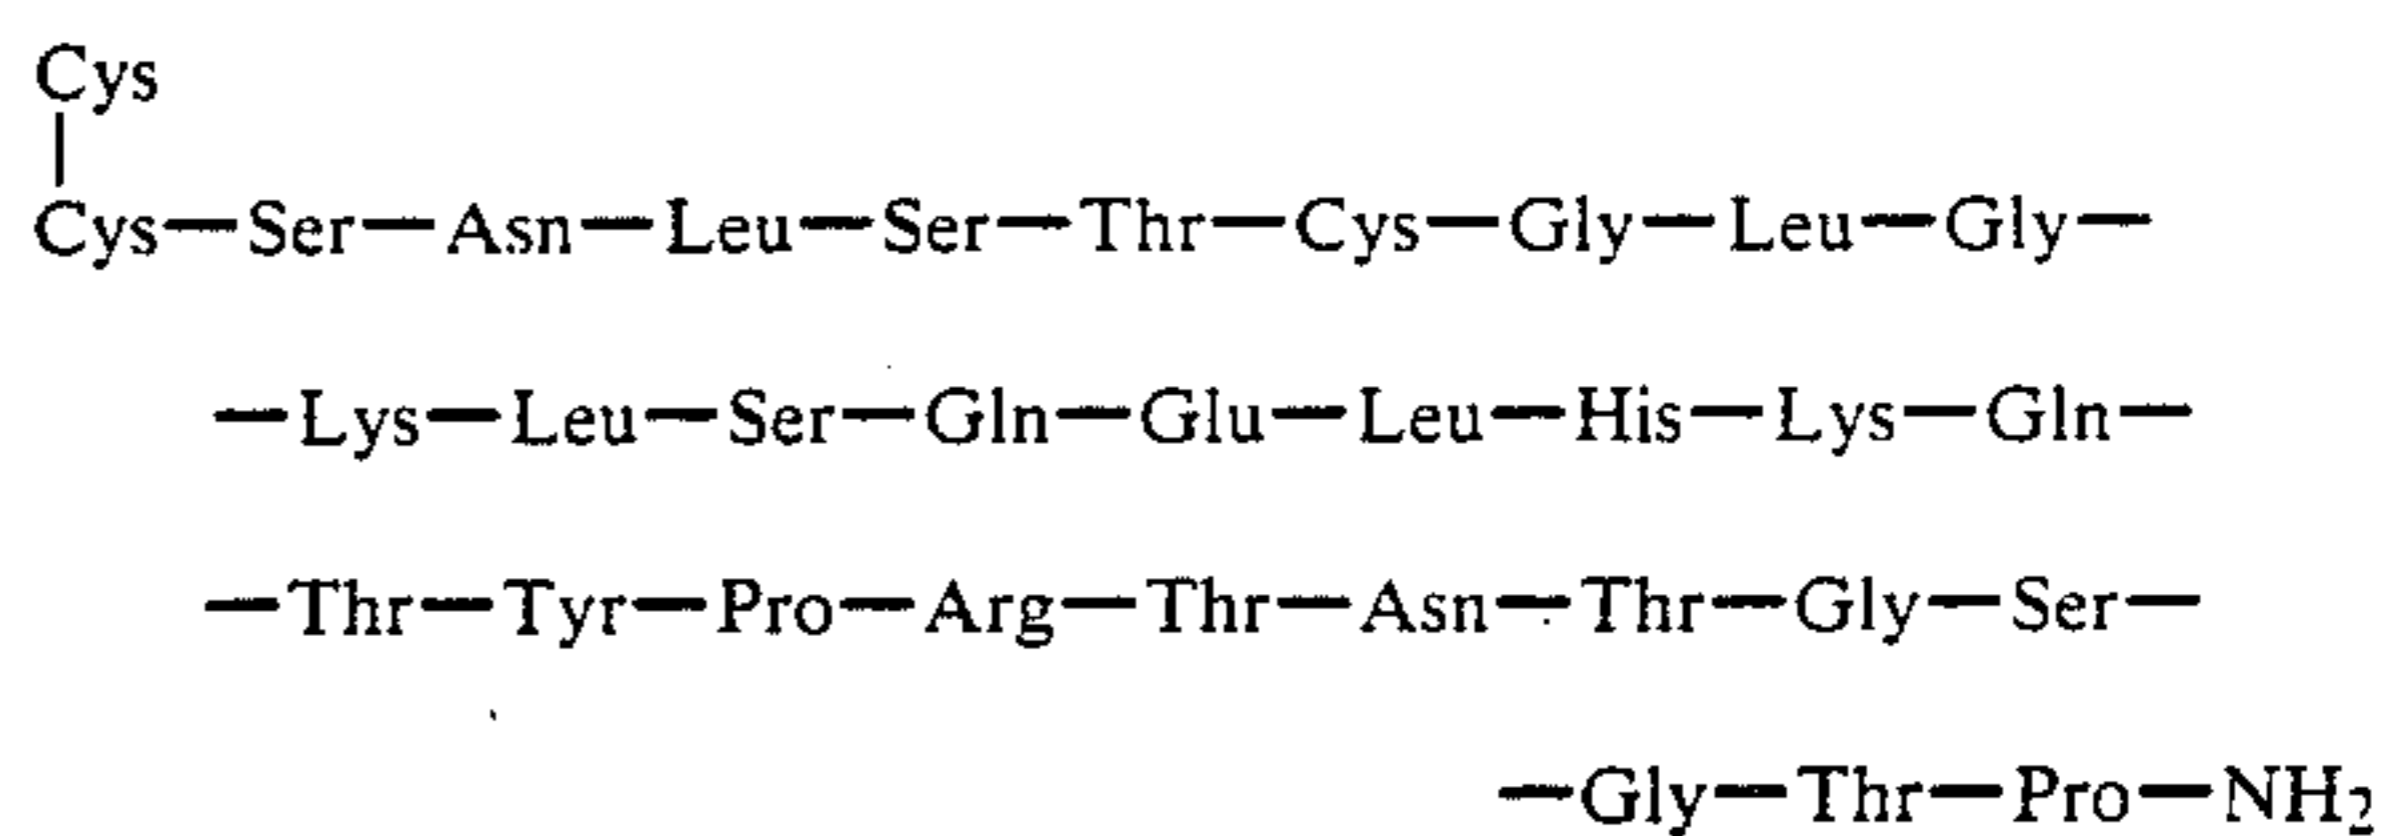 Cys
Cys—Ser—Asn—Leu—Ser—Thr—Cys—Gly—Leu—Gly—
—Lys—Leu—Ser—Gln—Glu—Leu—His—Lys—Gln—
—Thr—Tyr—Pro—Arg—Thr—Asn—Thr—Gly—Ser—
—Gly—Thr—Pro—NH₂